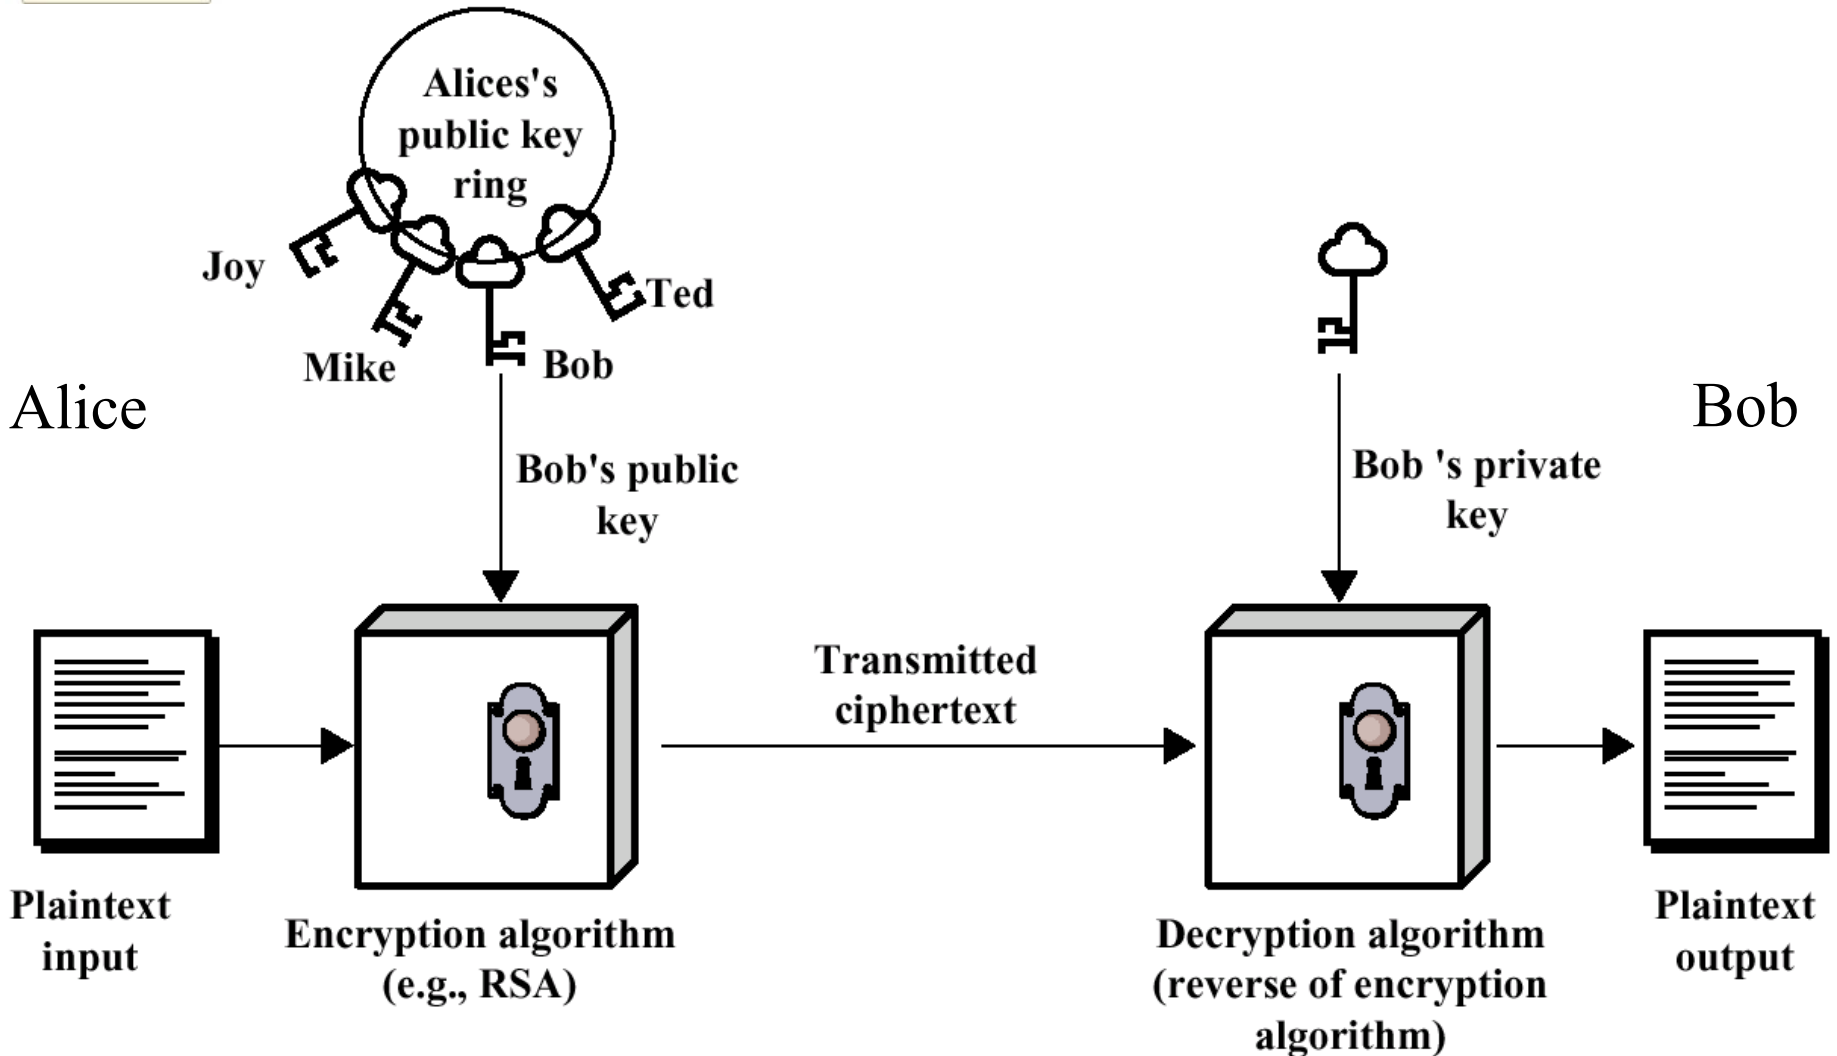 Alices's
public key
ring
Joy
Ted
Mike
Bob
Alice
Bob
Bob's public
key
Bob 's private
key
Transmitted
ciphertext
Plaintext
input
Encryption algorithm
(e.g., RSA)
Decryption algorithm
(reverse of encryption
algorithm)
Plaintext
output